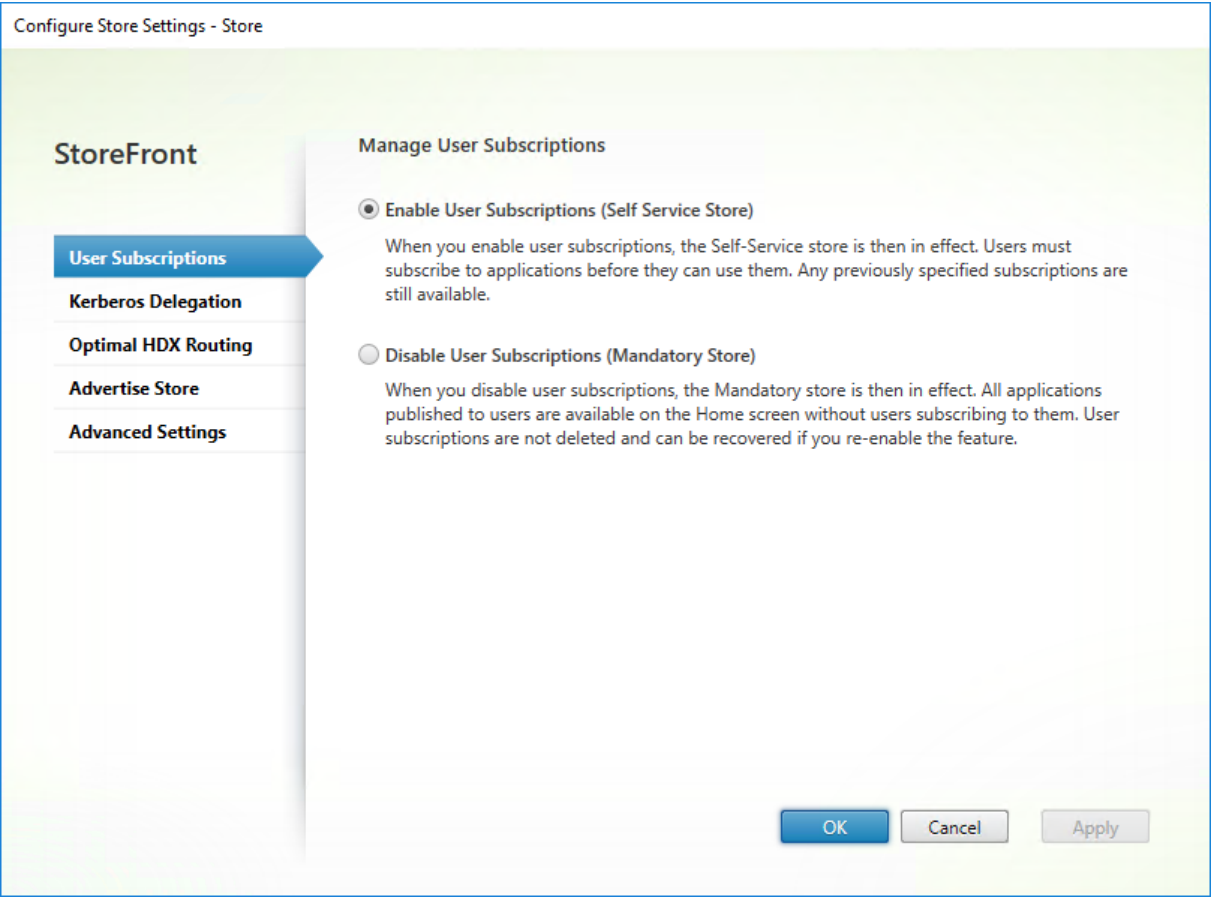 Configure Store Settings - Store
StoreFront
User Subscriptions
Kerberos Delegation
Optimal HDX Routing
Advertise Store
Advanced Settings
Manage User Subscriptions
Enable User Subscriptions (Self Service Store)
When you enable user subscriptions, the Self-Service store is then in effect. Users must
subscribe to applications before they can use them. Any previously specified subscriptions are
still available.
Disable User Subscriptions (Mandatory Store)
When you disable user subscriptions, the Mandatory store is then in effect. All applications
published to users are available on the Home screen without users subscribing to them. User
subscriptions are not deleted and can be recovered if you re-enable the feature.
OK
Cancel
Apply